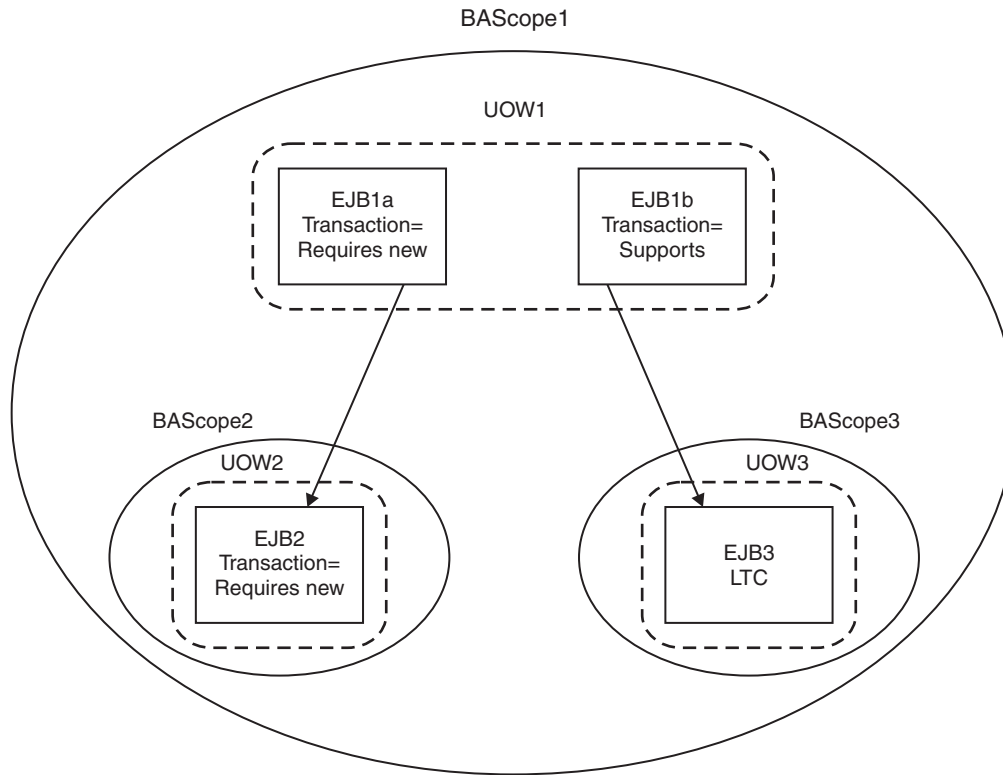 BAScope1
UOW1
EJB1a
Transaction=
Requires new
EJB1b
Transaction=
Supports
BAScope2
UOW2
EJB2
Transaction=
Requires new
BAScope3
UOW3
EJB3
LTC